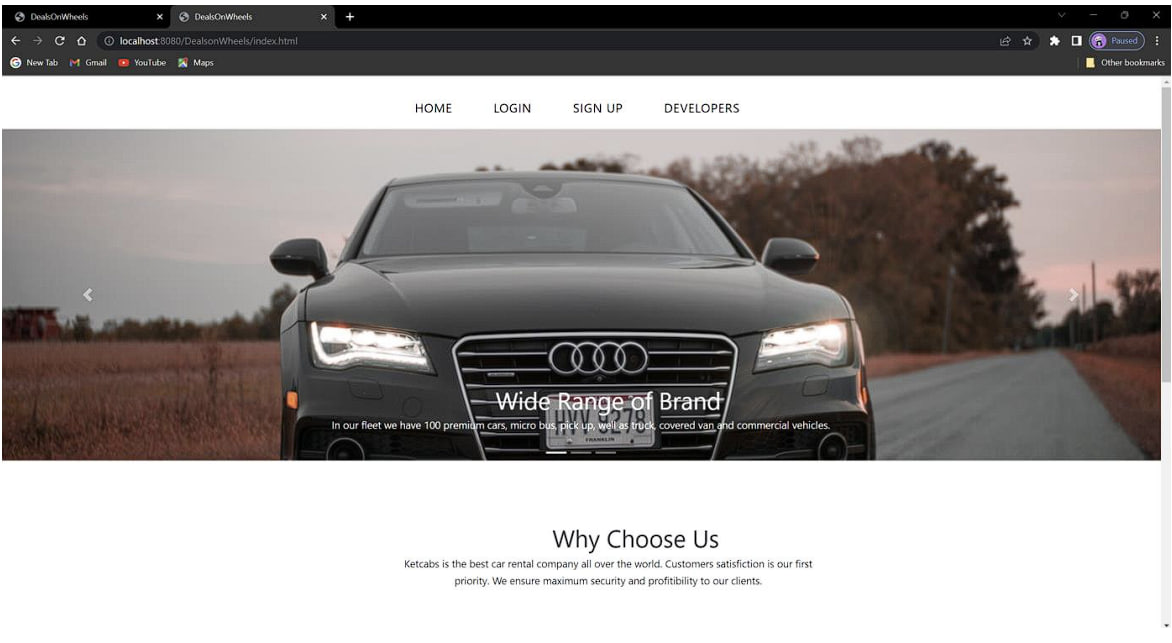 DealsOnWheels
DealsOnWheels
localhost:8080/DealsonWheels/index.html
Paused
New Tab
Gmail
YouTube
Maps
Other bookmarks
HOME
LOGIN
SIGN UP
DEVELOPERS
Wide Range of Brand
In our fleet we have 100 premium cars, micro bus, pick up, well as truck, covered van and commercial vehicles.
FRANKLIN
Why Choose Us
Ketcabs is the best car rental company all over the world. Customers satisfiction is our first
priority. We ensure maximum security and profitibility to our clients.